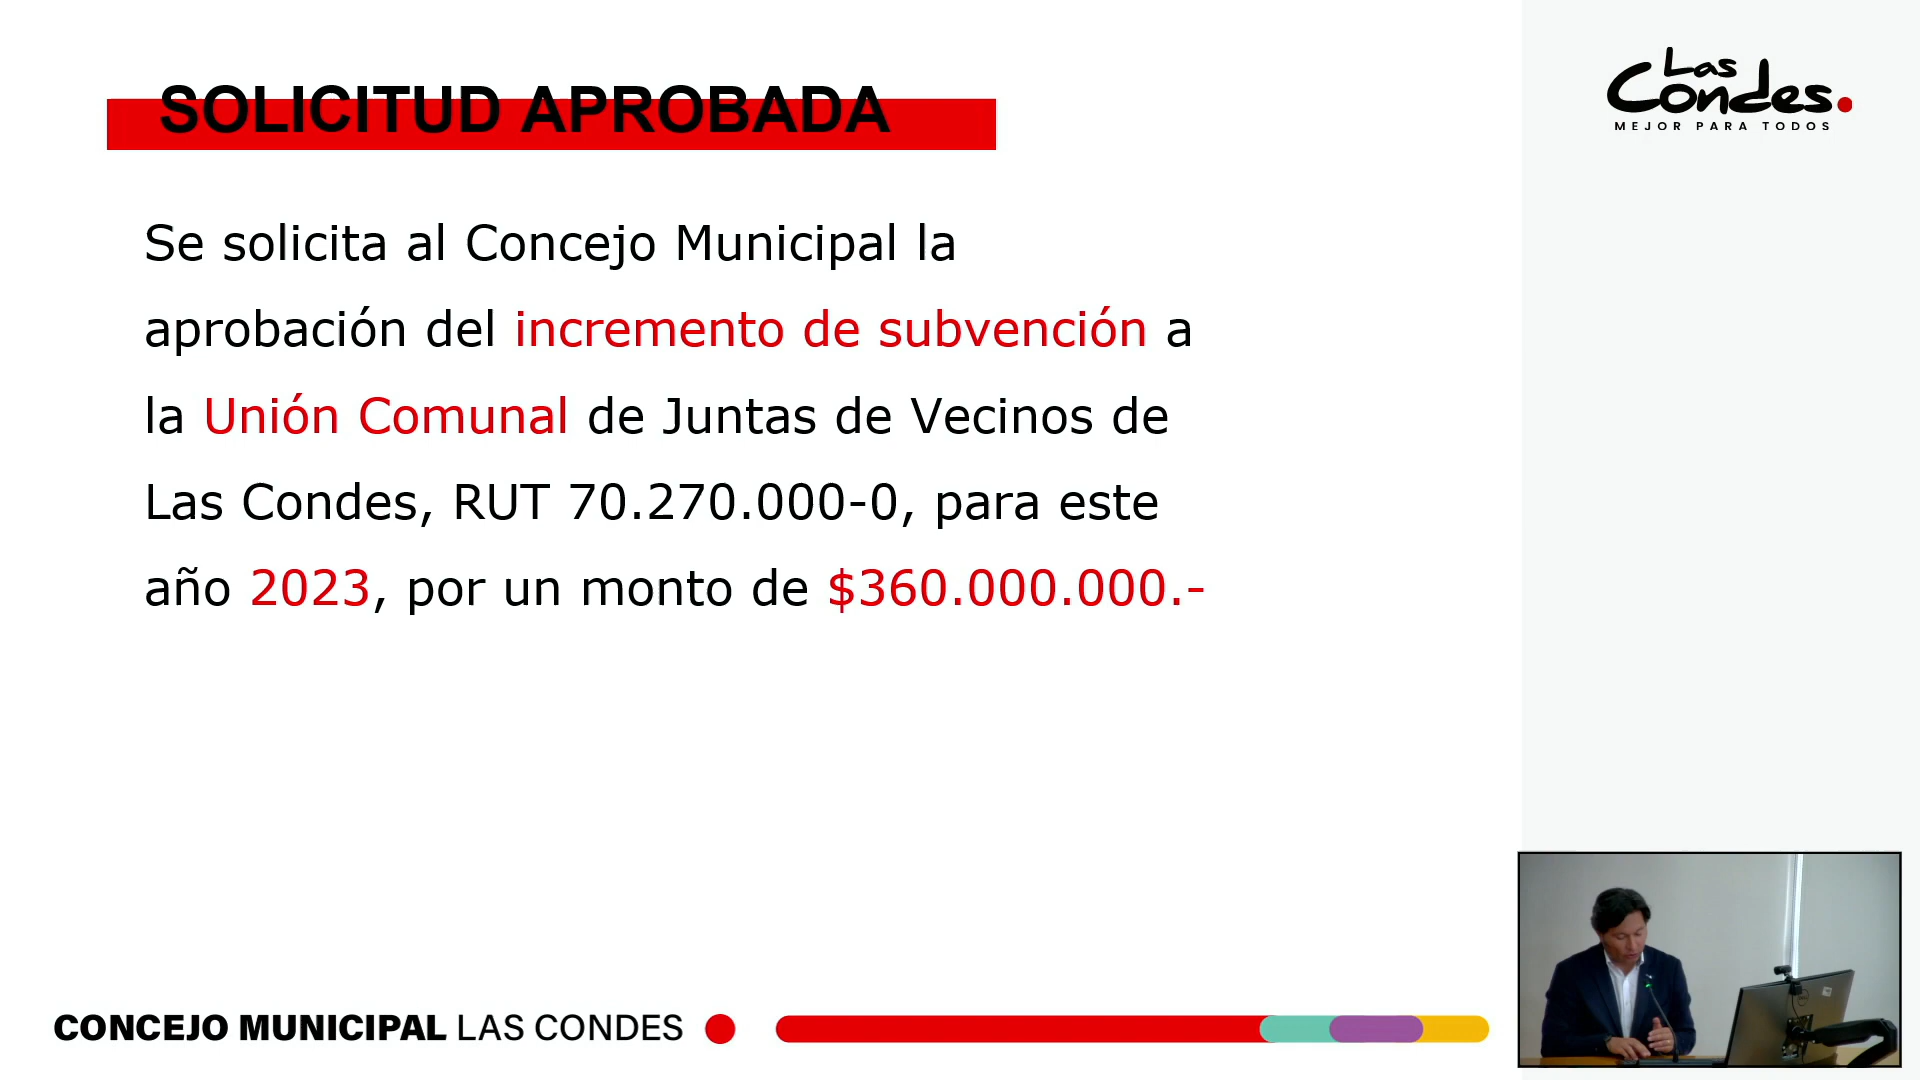 SOLICITUD APROBADA
Las
Condes.
MEJOR PARA TODOS
Se solicita al Concejo Municipal la
aprobación del incremento de subvención a
la Unión Comunal de Juntas de Vecinos de
Las Condes, RUT 70.270.000-0, para este
año 2023, por un monto de $360.000.000.-
CONCEJO MUNICIPAL LAS CONDES